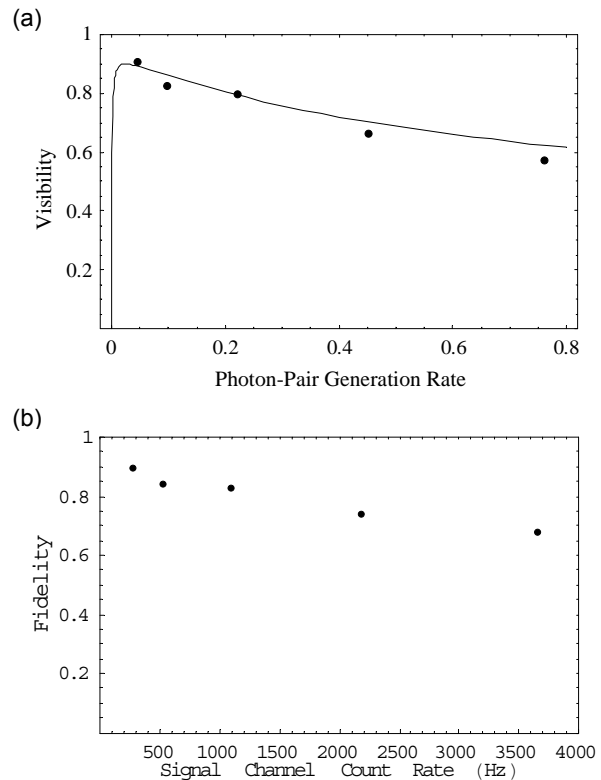 (a)
1
0.8
0.6
0.4
0.2
Visibility
0 0.2 0.4 0.6 0.8
Photon-Pair Generation Rate
(b)
1
0.8
0.6
0.4
0.2
Fidelity
500 1000 1500 2000 2500 3000 3500 4000
Signal Channel Count Rate (Hz)